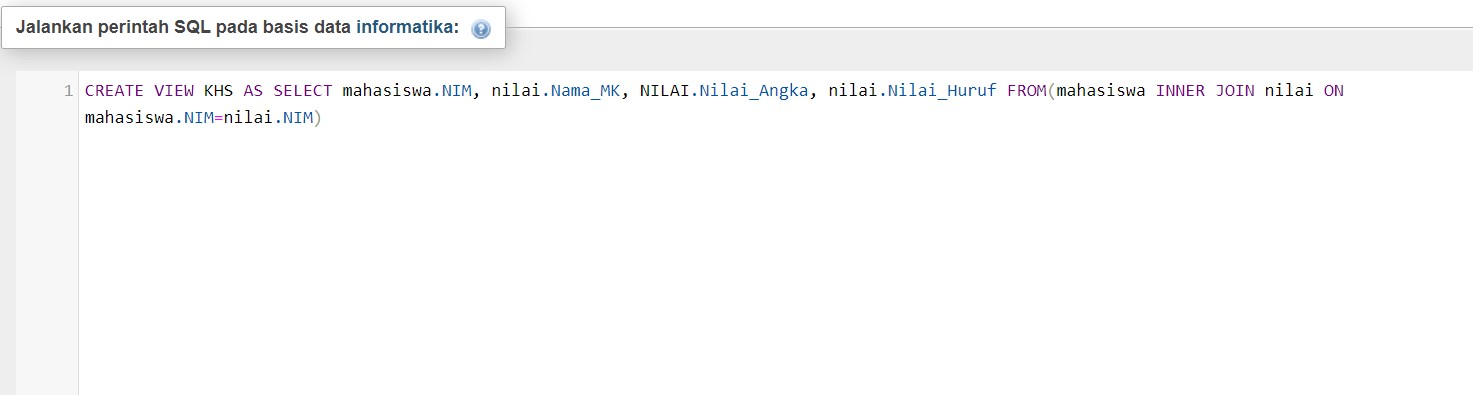 Jalankan perintah SQL pada basis data informatika:
1 CREATE VIEW KHS AS SELECT mahasiswa.NIM, nilai.Nama_MK, NILAI.Nilai_Angka, nilai.Nilai_Huruf FROM(mahasiswa INNER JOIN nilai ON
mahasiswa.NIM=nilai.NIM)